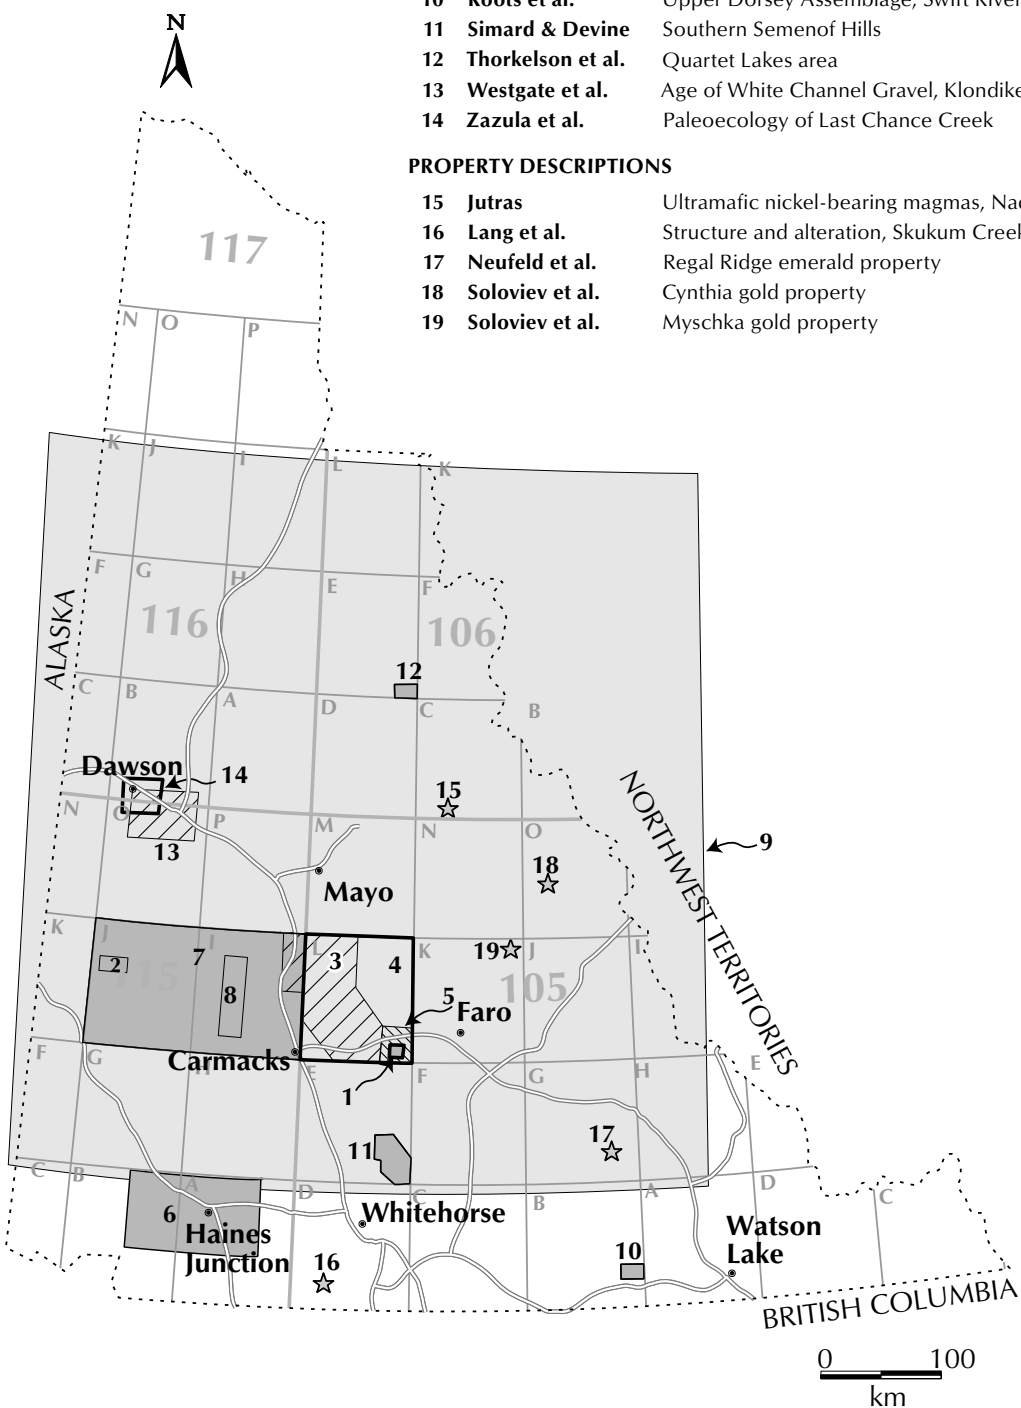 N
10 Roots et al. Upper Dorsey Assemblage, Swift River
11 Simard & Devine Southern Semenof Hills
12 Thorkelson et al. Quartet Lakes area
13 Westgate et al. Age of White Channel Gravel, Klondike
14 Zazula et al. Paleoecology of Last Chance Creek
PROPERTY DESCRIPTIONS
15 Jutras Ultramafic nickel-bearing magmas,
16 Lang et al. Structure and alteration, Skukum Creek
17 Neufeld et al. Regal Ridge emerald property
18 Soloviev et al. Cynthia gold property
19 Soloviev et al. Myschka gold property
117
N O P
K J I L K
F G H E F
116 106
ALASKA
12
C B A D C B
Dawson
14
15
N O P M N O
13
9
18
Mayo
NORTHWEST TERRITORIES
K J I L K J I
7 3 4 19
2 115 8 5 105
Faro
Carmacks
F G H E F G H E
1
11 17
C B A D C B A D C
6
Whitehorse
Haines
Junction
Watson
Lake
16 10
BRITISH COLUMBIA
0 100
km